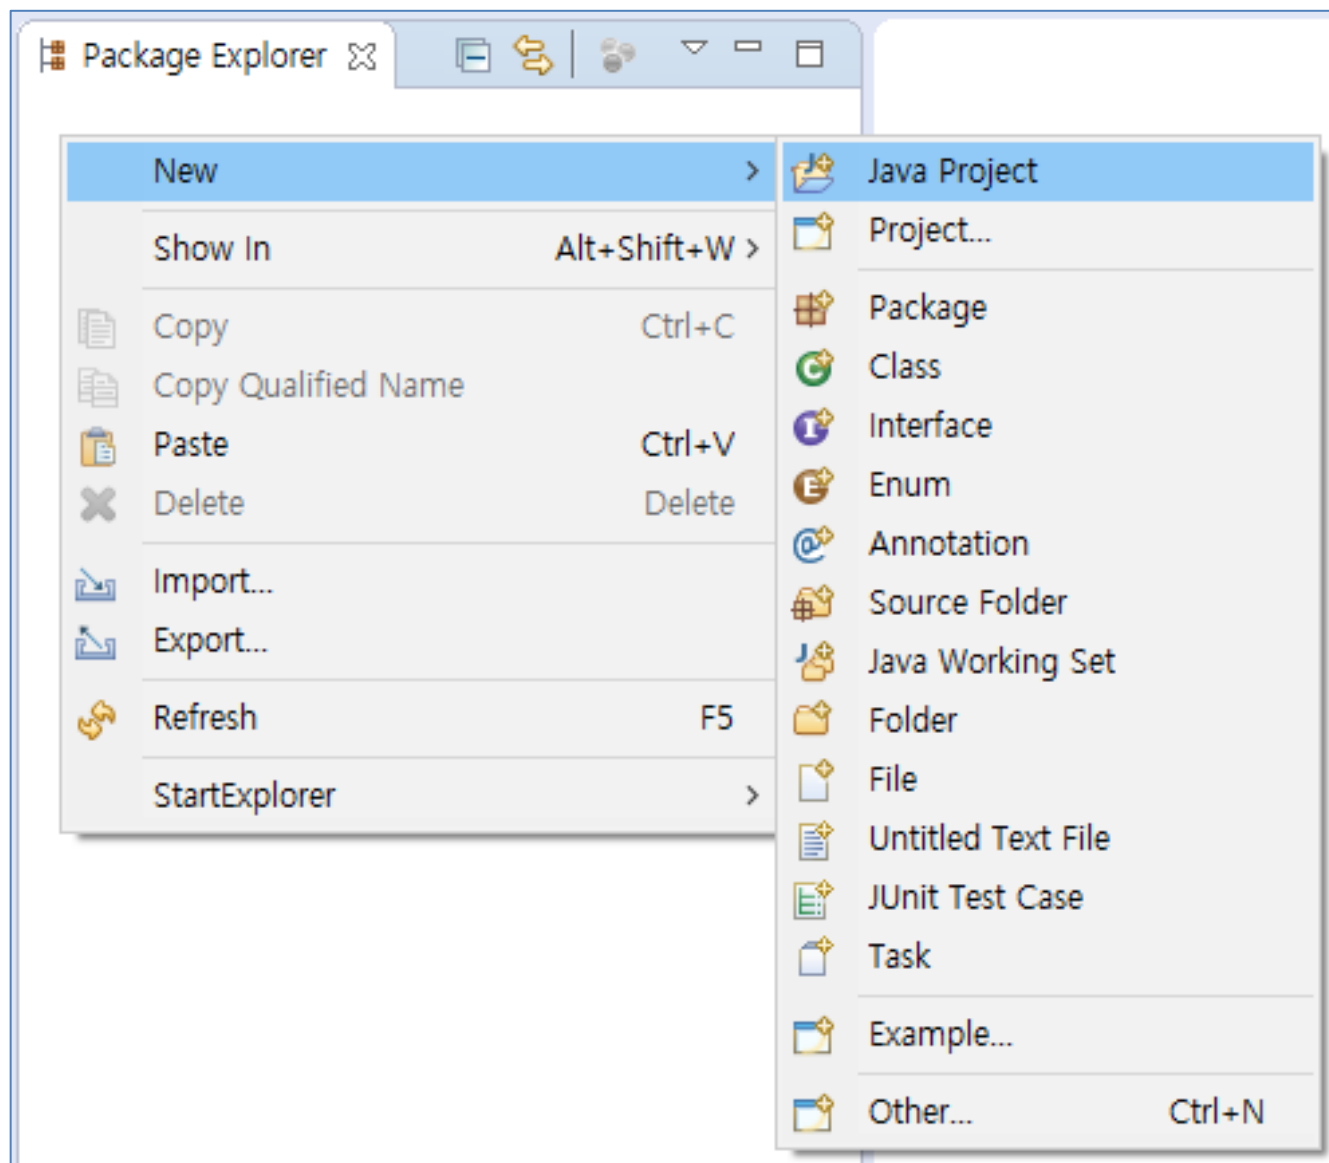 Package Explorer
New
Show In Alt+Shift+W
Copy Ctrl+C
Copy Qualified Name
Paste Ctrl+V
Delete Delete
Import...
Export...
Refresh F5
StartExplorer
Java Project
Project...
Package
Class
Interface
Enum
Annotation
Source Folder
Java Working Set
Folder
File
Untitled Text File
JUnit Test Case
Task
Example...
Other... Ctrl+N